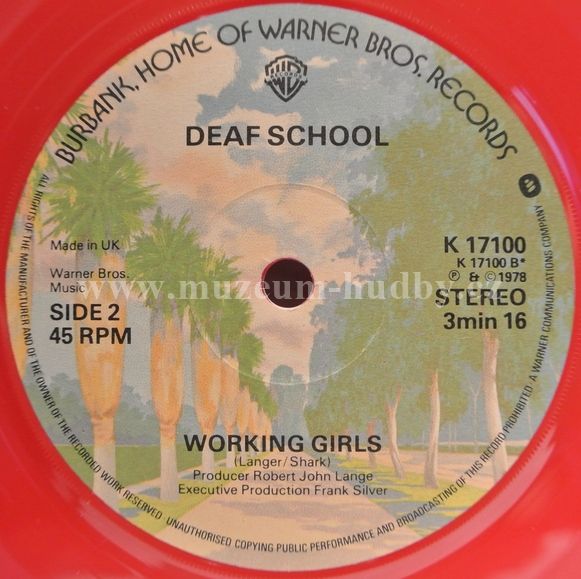 BURBANK, HOME OF WARNER BROS. RECORDS
WB
RECORDS
DEAF SCHOOL
Made in UK
Warner Bros.
Music
SIDE 2
45 RPM
K 17100
K 17100 B*
Ⓟ & © 1978
STEREO
3min 16
www.muzeum-hudby.cz
WORKING GIRLS
(Langer/Shark)
Producer Robert John Lange
Executive Production Frank Silver
ALL RIGHTS OF THE MANUFACTURER AND OF THE OWNER OF THE RECORDED WORK RESERVED · UNAUTHORISED COPYING PUBLIC PERFORMANCE AND BROADCASTING OF THIS RECORD PROHIBITED. A WARNER COMMUNICATIONS COMPANY